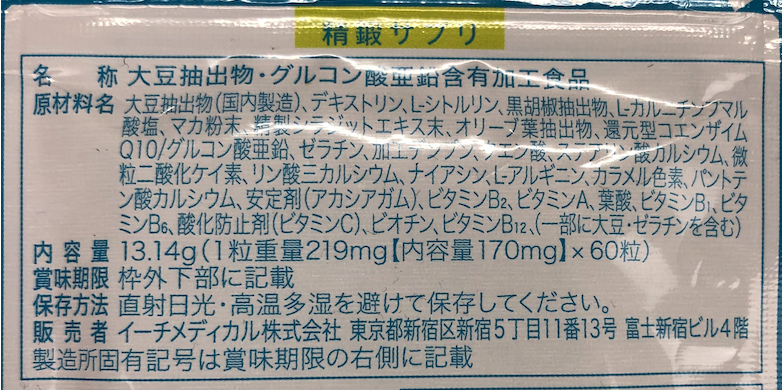 精鍛サプリ
名 称 大豆抽出物・グルコン酸亜鉛含有加工食品
原材料名 大豆抽出物(国内製造)、デキストリン、L-シトルリン、黒胡椒抽出物、L-カルニチンフマル
酸塩、マカ粉末、精製シラジットエキス末、オリーブ葉抽出物、還元型コエンザイム
Q10/グルコン酸亜鉛、ゼラチン、加工デンプン、クエン酸、ステアリン酸カルシウム、微
粒二酸化ケイ素、リン酸三カルシウム、ナイアシン、L-アルギニン、カラメル色素、パントテ
ン酸カルシウム、安定剤(アカシアガム)、ビタミンB₂、ビタミンA、葉酸、ビタミンB₁、ビタ
ミンB₆、酸化防止剤(ビタミンC)、ビオチン、ビタミンB₁₂、(一部に大豆・ゼラチンを含む)
内 容 量 13.14g(1粒重量219mg【内容量170mg】×60粒)
賞味期限 枠外下部に記載
保存方法 直射日光・高温多湿を避けて保存してください。
販 売 者 イーチメディカル株式会社 東京都新宿区新宿5丁目11番13号 富士新宿ビル4階
製造所固有記号は賞味期限の右側に記載